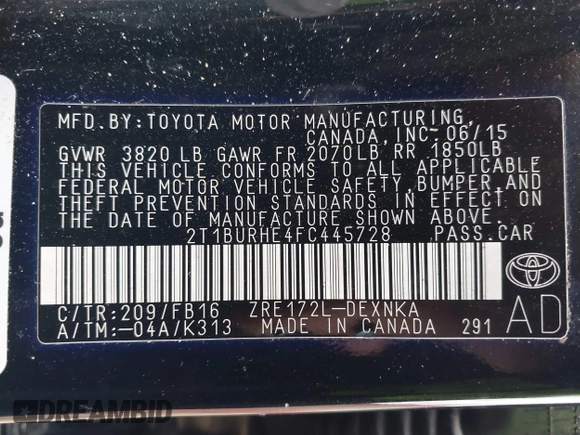 MFD. BY: TOYOTA MOTOR MANUFACTURING,
CANADA, INC. 06/15
GVWR 3820 LB GAWR FR 2070LB, RR 1850LB
THIS VEHICLE CONFORMS TO ALL APPLICABLE
FEDERAL MOTOR VEHICLE SAFETY, BUMPER, AND
THEFT PREVENTION STANDARDS IN EFFECT ON
THE DATE OF MANUFACTURE SHOWN ABOVE.
2T1BURHE4FC445728 PASS. CAR
C/TR: 209/FB16 ZRE172L-DEXNKA
A/TM: -04A/K313 MADE IN CANADA 291 AD
DREAMBID